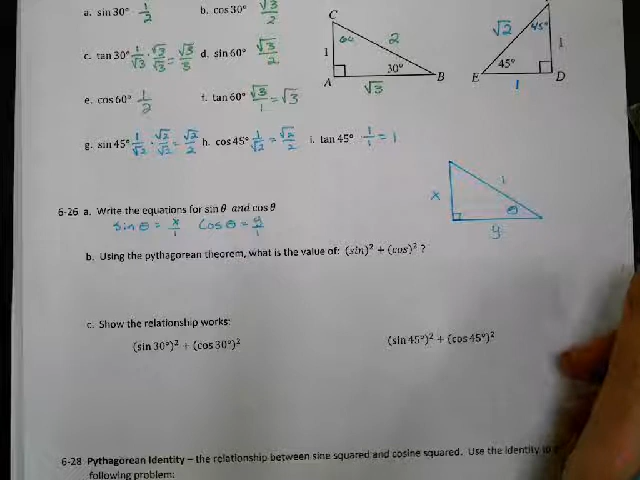 a. sin 30° 1/2 b. cos 30° √3/2
C
60
2
1
30°
A
√3
B
√2
45°
1
45°
E
1
D
c. tan 30° 1/√3 · √3/√3 = √3/3 d. sin 60° √3/2
e. cos 60° 1/2 f. tan 60° √3/1 = √3
g. sin 45° 1/√2 · √2/√2 = √2/2 h. cos 45° 1/√2 = √2/2 i. tan 45° 1/1 = 1
x
1
θ
y
6-26 a. Write the equations for sin θ and cos θ
sin θ = x/1 cos θ = y/1
b. Using the pythagorean theorem, what is the value of: (sin)² + (cos)² ?
c. Show the relationship works:
(sin 30°)² + (cos 30°)² (sin 45°)² + (cos 45°)²
6-28 Pythagorean Identity – the relationship between sine squared and cosine squared. Use the identity to
following problem: